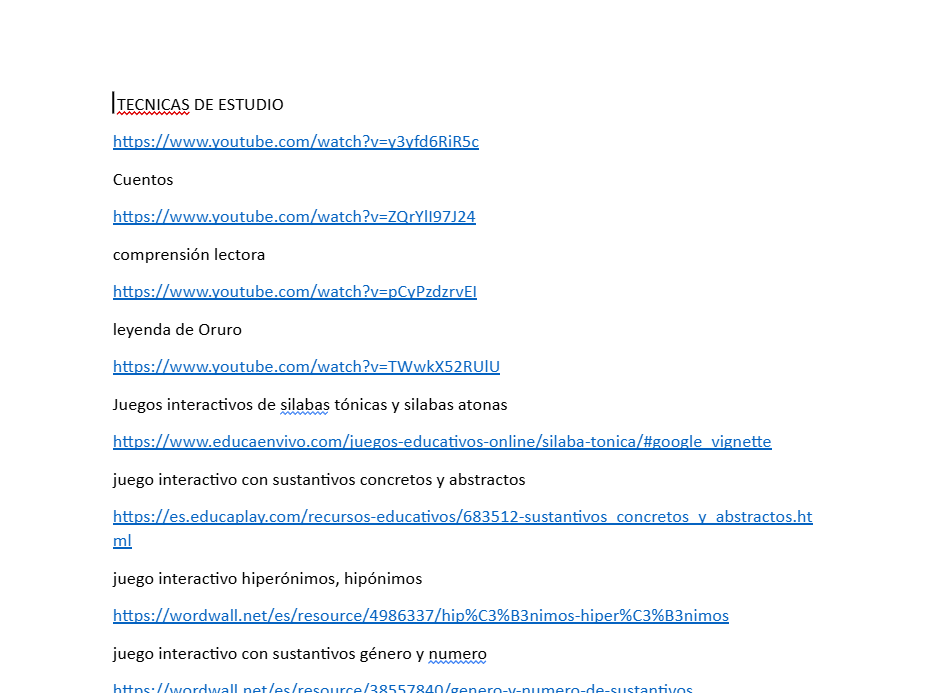 TECNICAS DE ESTUDIO
https://www.youtube.com/watch?v=y3yfd6RiR5c
Cuentos
https://www.youtube.com/watch?v=ZQrYlI97J24
comprensión lectora
https://www.youtube.com/watch?v=pCyPzdzrvEI
leyenda de Oruro
https://www.youtube.com/watch?v=TWwkX52RUlU
Juegos interactivos de silabas tónicas y silabas atonas
https://www.educaenvivo.com/juegos-educativos-online/silaba-tonica/#google_vignette
juego interactivo con sustantivos concretos y abstractos
https://es.educaplay.com/recursos-educativos/683512-sustantivos_concretos_y_abstractos.ht
ml
juego interactivo hiperónimos, hipónimos
https://wordwall.net/es/resource/4986337/hip%C3%B3nimos-hiper%C3%B3nimos
juego interactivo con sustantivos género y numero
https://wordwall.net/es/resource/38557840/genero-y-numero-de-sustantivos